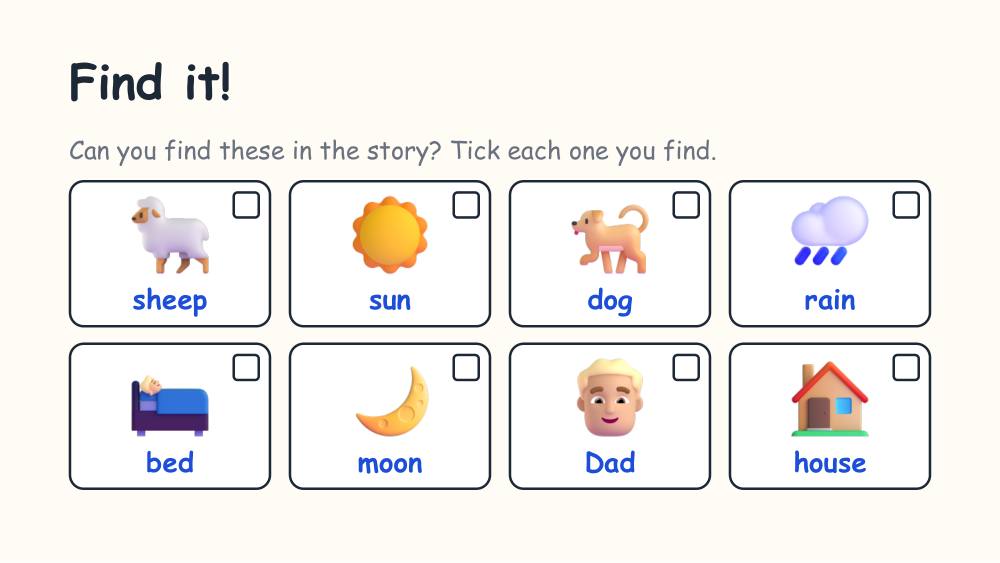 Find it!
Can you find these in the story? Tick each one you find.
sheep
sun
dog
rain
bed
moon
Dad
house